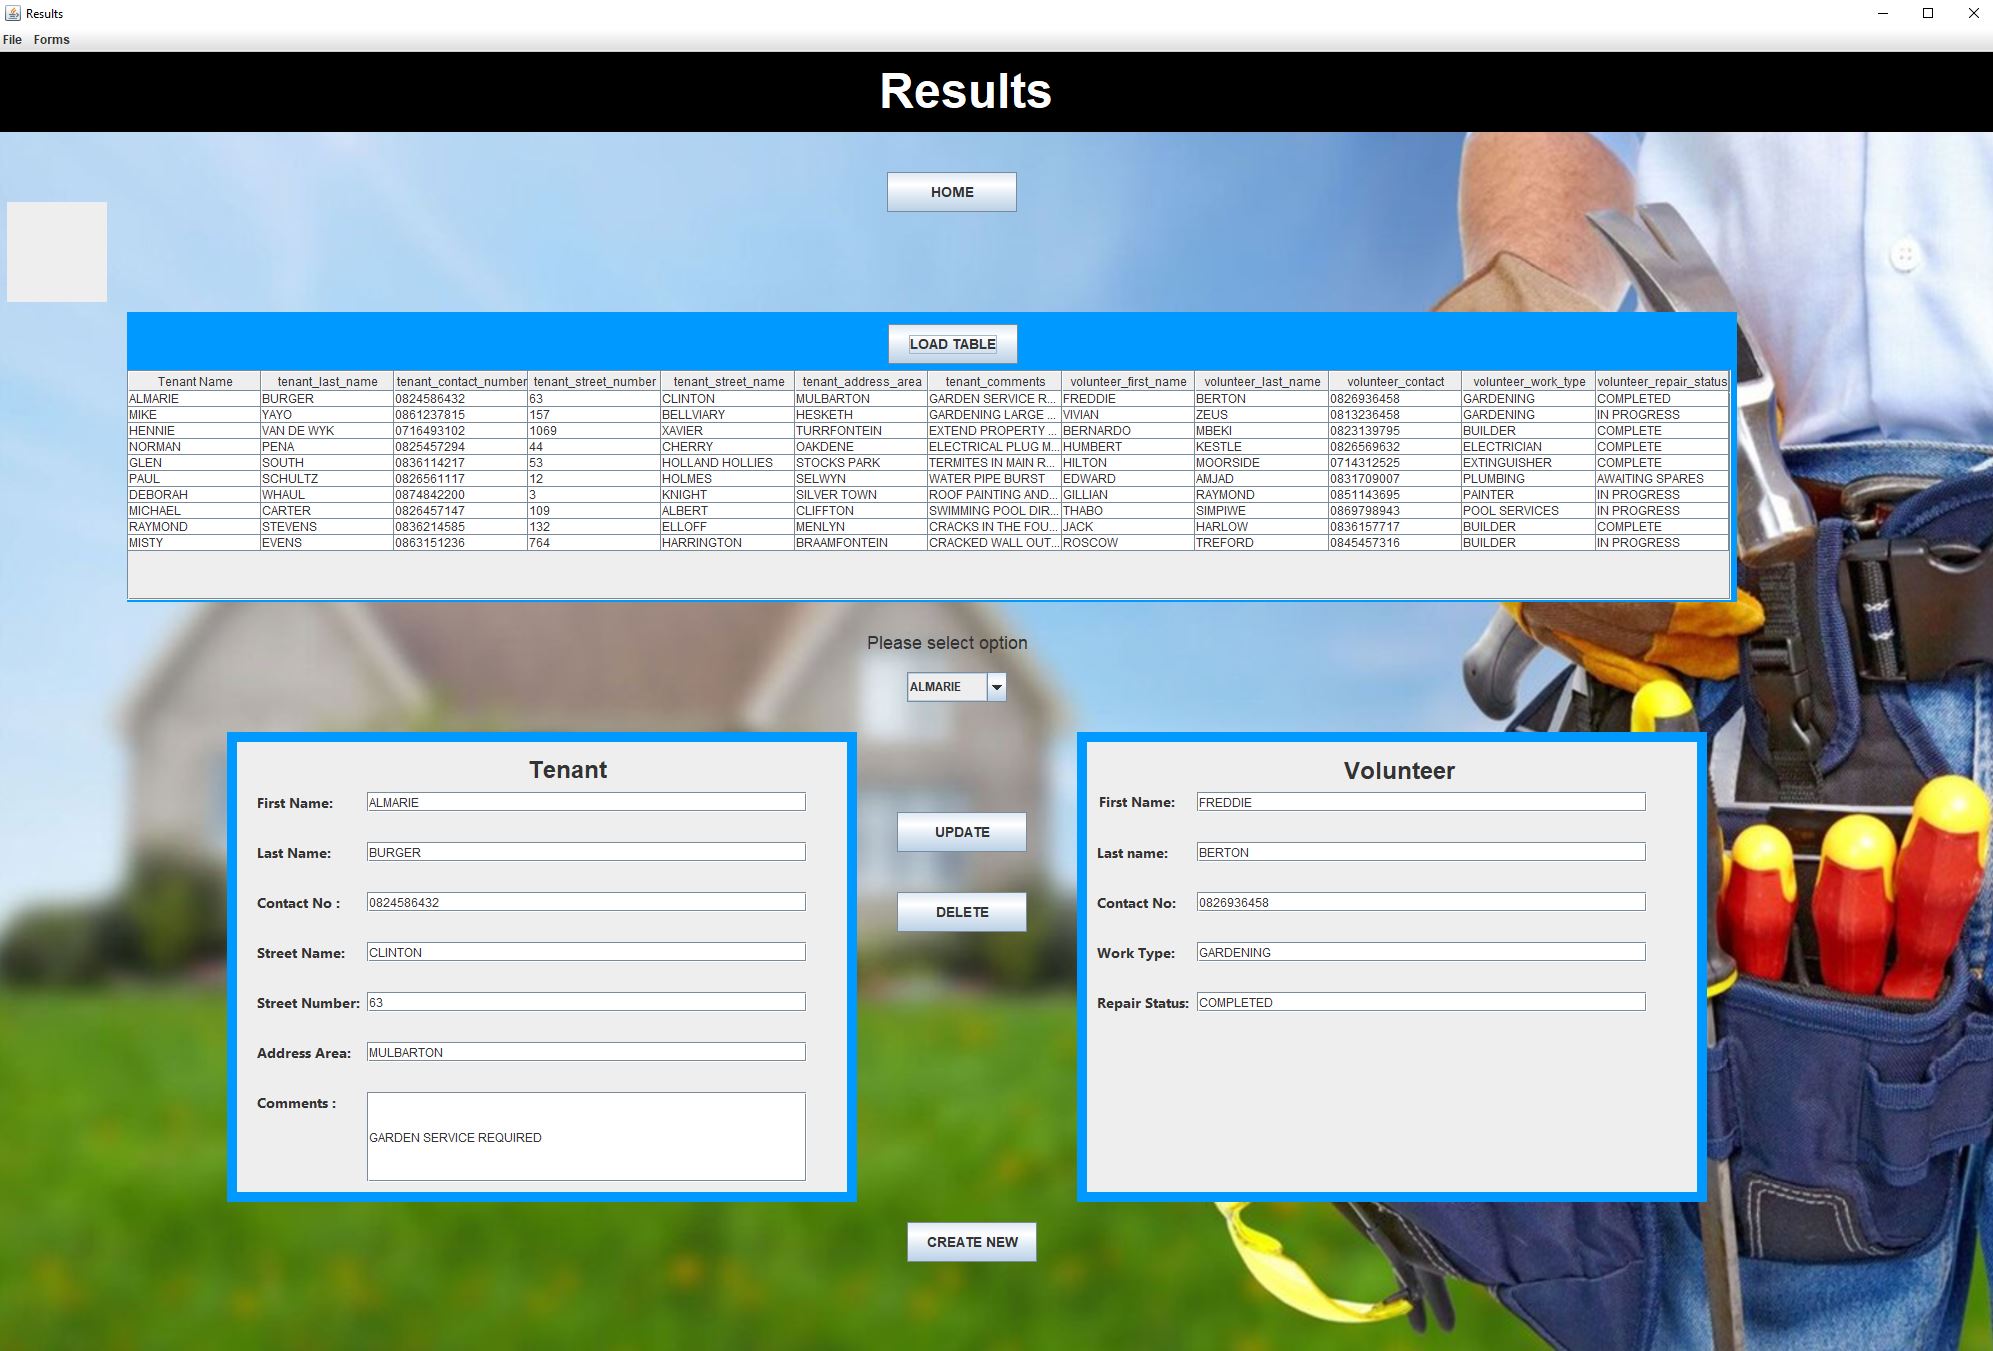 Results
File Forms
Results
HOME
LOAD TABLE
Tenant Name tenant_last_name tenant_contact_number tenant_street_number tenant_street_name tenant_address_area tenant_comments volunteer_first_name volunteer_last_name volunteer_contact volunteer_work_type volunteer_repair_status
ALMARIE BURGER 0824586432 63 CLINTON MULBARTON GARDEN SERVICE R... FREDDIE BERTON 0826936458 GARDENING COMPLETED
MIKE YAYO 0861237815 157 BELLVIARY HESKETH GARDENING LARGE ... VIVIAN ZEUS 0813236458 GARDENING IN PROGRESS
HENNIE VAN DE WYK 0716493102 1069 XAVIER TURRFONTEIN EXTEND PROPERTY ... BERNARDO MBEKI 0823139795 BUILDER COMPLETE
NORMAN PENA 0825457294 44 CHERRY OAKDENE ELECTRICAL PLUG M... HUMBERT KESTLE 0826569632 ELECTRICIAN COMPLETE
GLEN SOUTH 0836114217 53 HOLLAND HOLLIES STOCKS PARK TERMITES IN MAIN R... HILTON MOORSIDE 0714312525 EXTINGUISHER COMPLETE
PAUL SCHULTZ 0826561117 12 HOLMES SELWYN WATER PIPE BURST EDWARD AMJAD 0831709007 PLUMBING AWAITING SPARES
DEBORAH WHAUL 0874842200 3 KNIGHT SILVER TOWN ROOF PAINTING AND... GILLIAN RAYMOND 0851143695 PAINTER IN PROGRESS
MICHAEL CARTER 0826457147 109 ALBERT CLIFFTON SWIMMING POOL DIR... THABO SIMPIWE 0869798943 POOL SERVICES IN PROGRESS
RAYMOND STEVENS 0836214585 132 ELLOFF MENLYN CRACKS IN THE FOU... JACK HARLOW 0836157717 BUILDER COMPLETE
MISTY EVENS 0863151236 764 HARRINGTON BRAAMFONTEIN CRACKED WALL OUT... ROSCOW TREFORD 0845457316 BUILDER IN PROGRESS
Please select option
ALMARIE
Tenant
First Name: ALMARIE
Last Name: BURGER
Contact No : 0824586432
Street Name: CLINTON
Street Number: 63
Address Area: MULBARTON
Comments :
GARDEN SERVICE REQUIRED
UPDATE
DELETE
Volunteer
First Name: FREDDIE
Last name: BERTON
Contact No: 0826936458
Work Type: GARDENING
Repair Status: COMPLETED
CREATE NEW